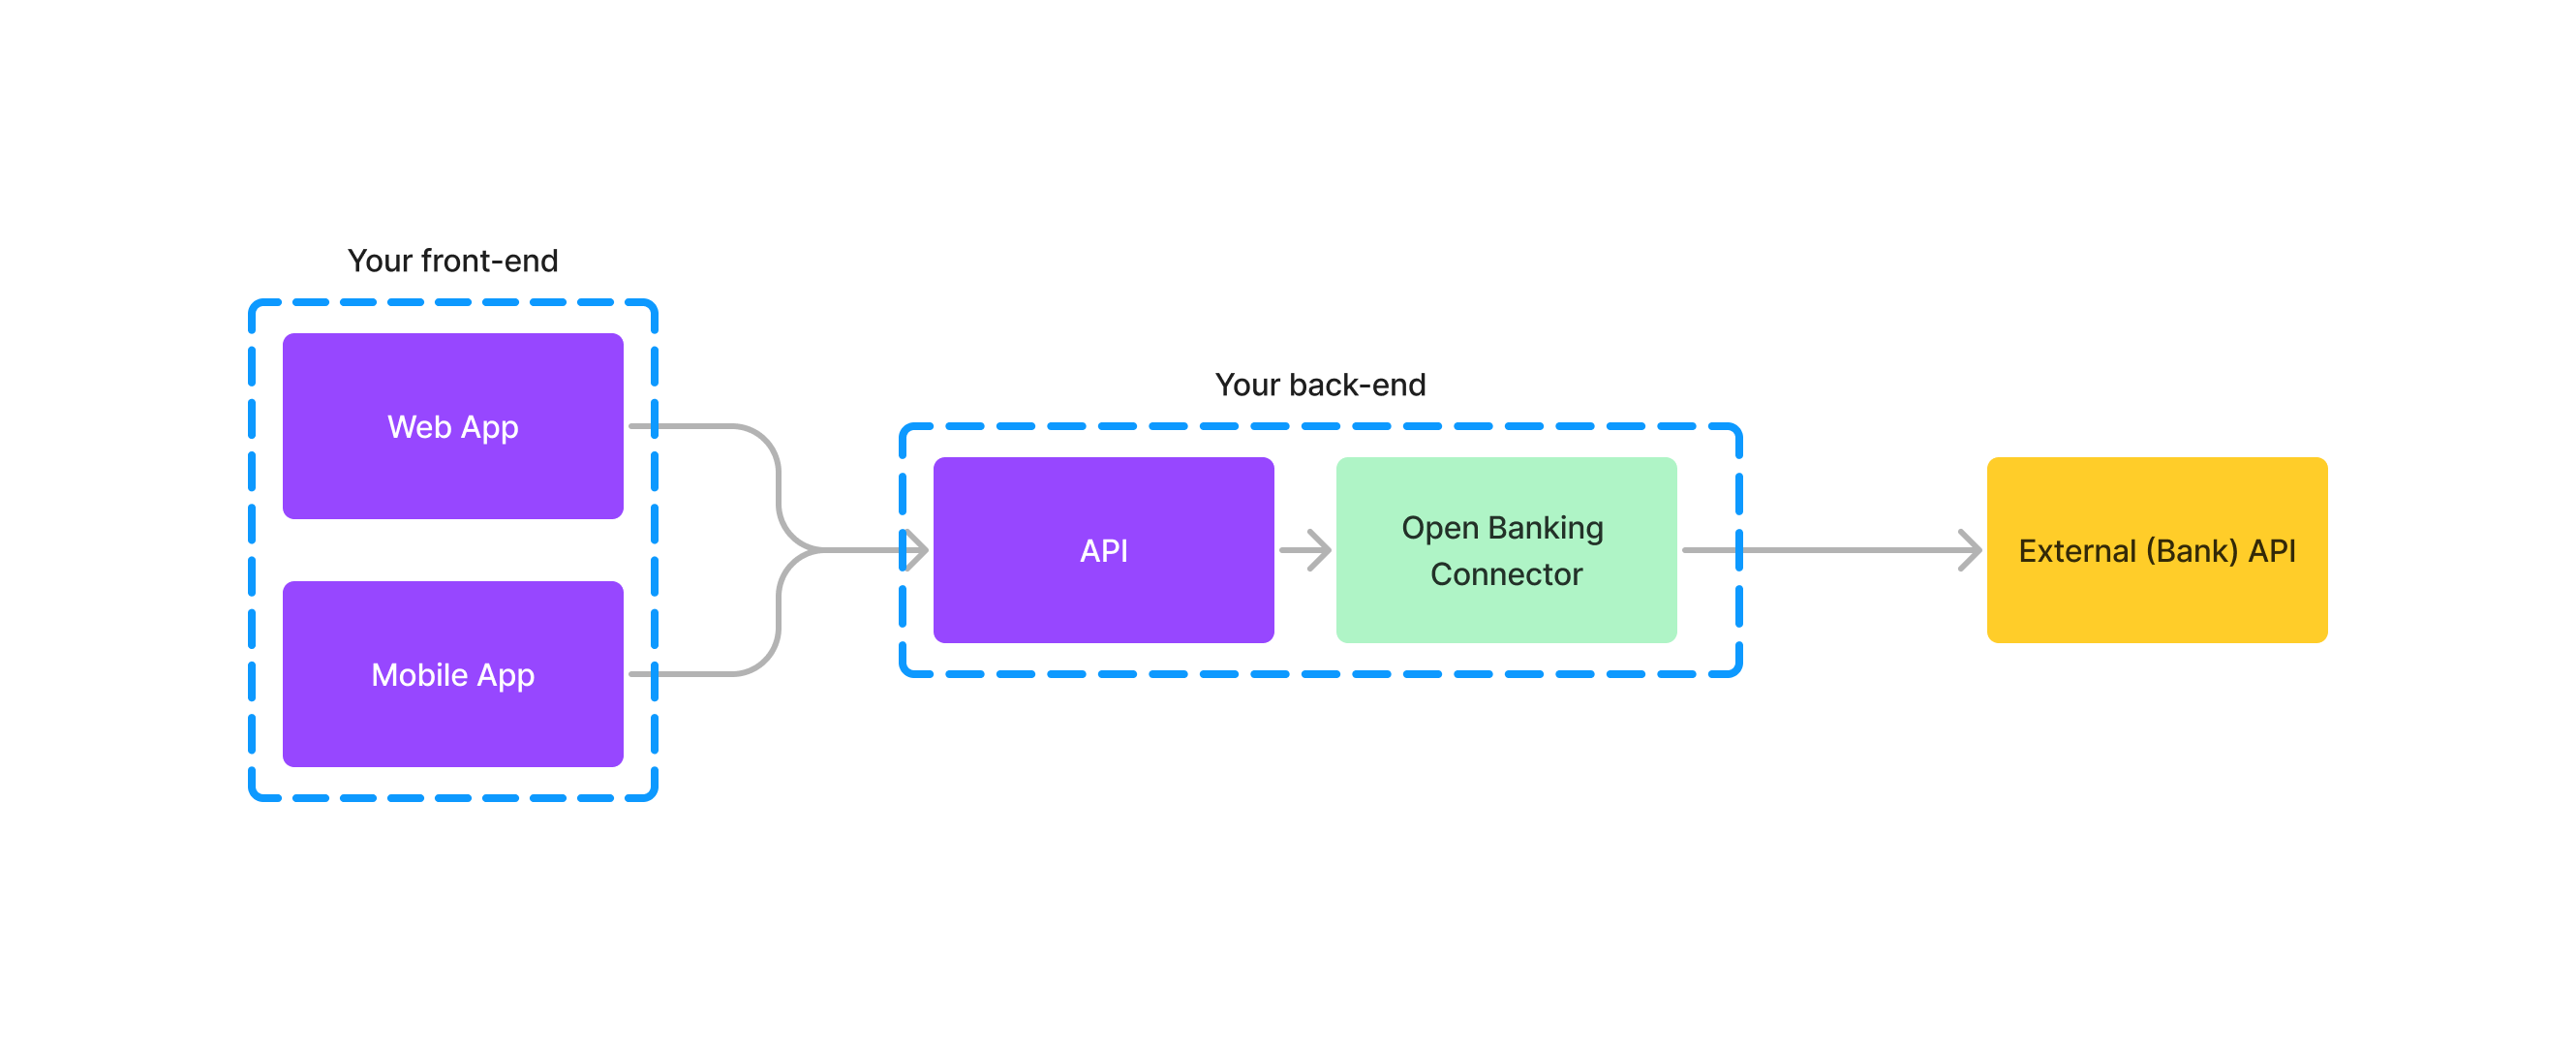 Your front-end
Web App
Mobile App
Your back-end
API
Open Banking
Connector
External (Bank) API